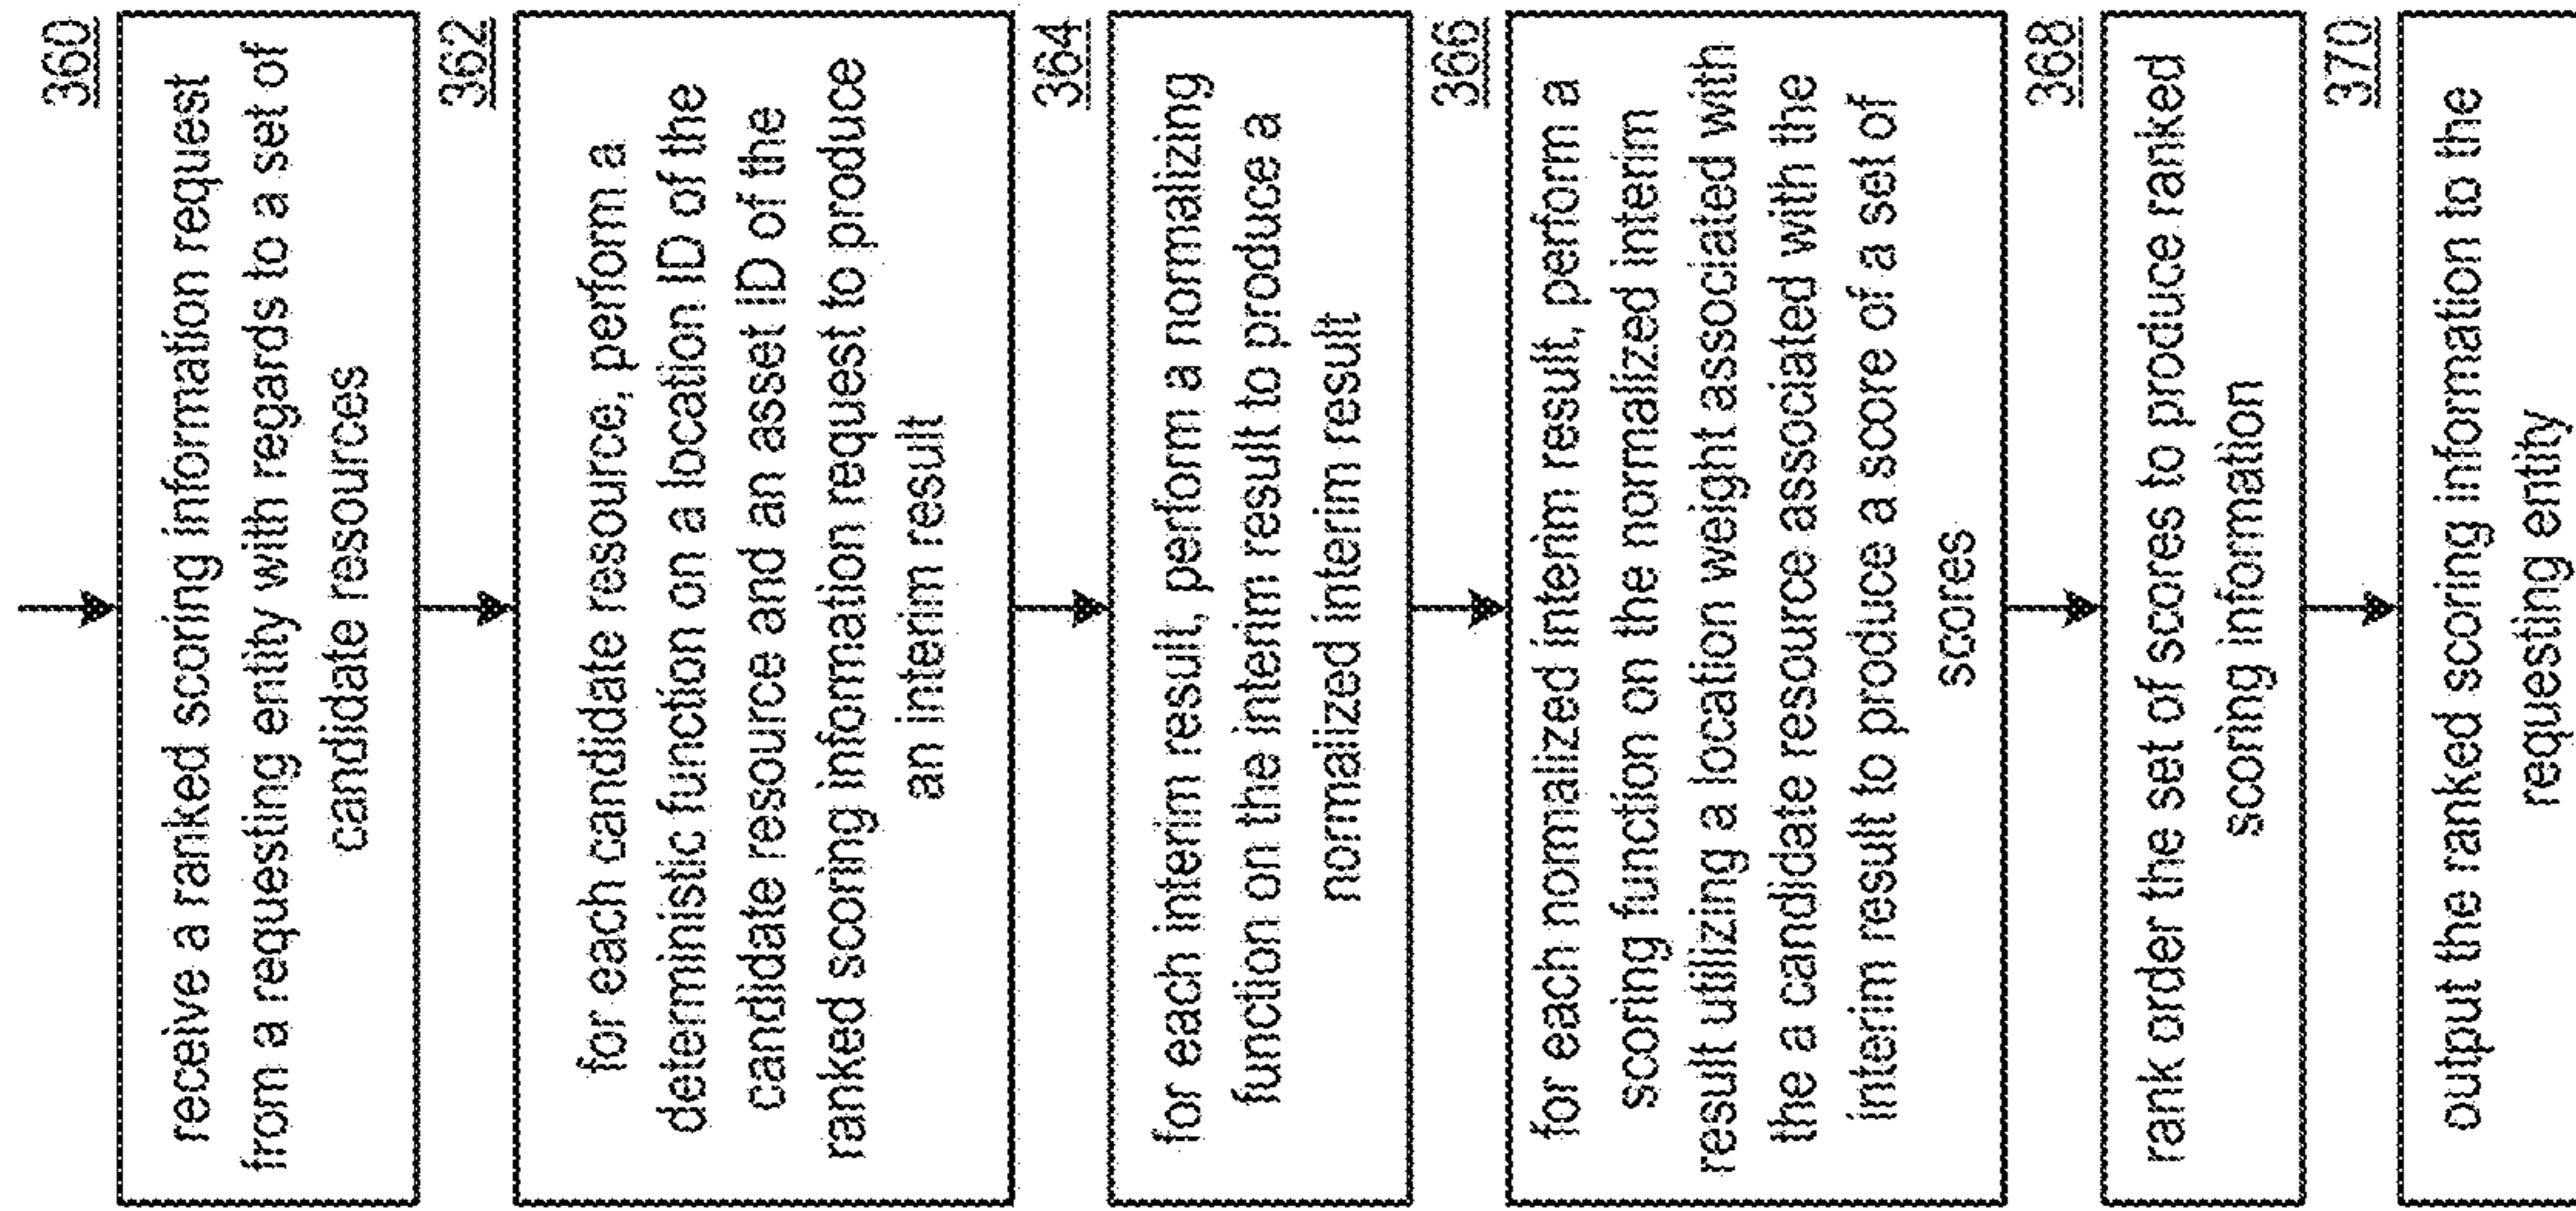 360
receive a ranked scoring information request
from a requesting entity with regards to a set of
candidate resources
362
for each candidate resource, perform a
deterministic function on a location ID of the
candidate resource and an asset ID of the
ranked scoring information request to produce
an interim result
364
for each interim result, perform a normalizing
function on the interim result to produce a
normalized interim result
366
for each normalized interim result, perform a
scoring function on the normalized interim
result utilizing a location weight associated with
the a candidate resource associated with the
interim result to produce a score of a set of
scores
368
rank order the set of scores to produce ranked
scoring information
370
output the ranked scoring information to the
requesting entity